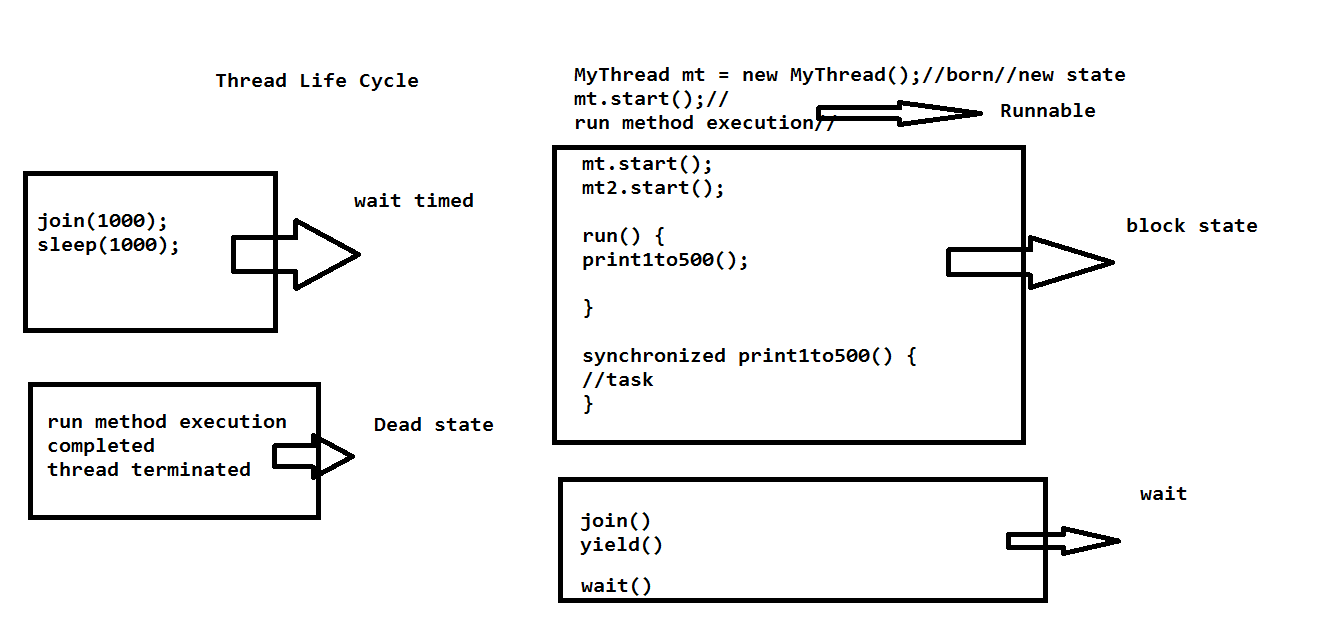 Thread Life Cycle
MyThread mt = new MyThread();//born//new state
mt.start();//
run method execution//
Runnable
join(1000);
sleep(1000);
wait timed
mt.start();
mt2.start();
run() {
print1to500();
}
synchronized print1to500() {
//task
}
block state
run method execution
completed
thread terminated
Dead state
join()
yield()
wait()
wait